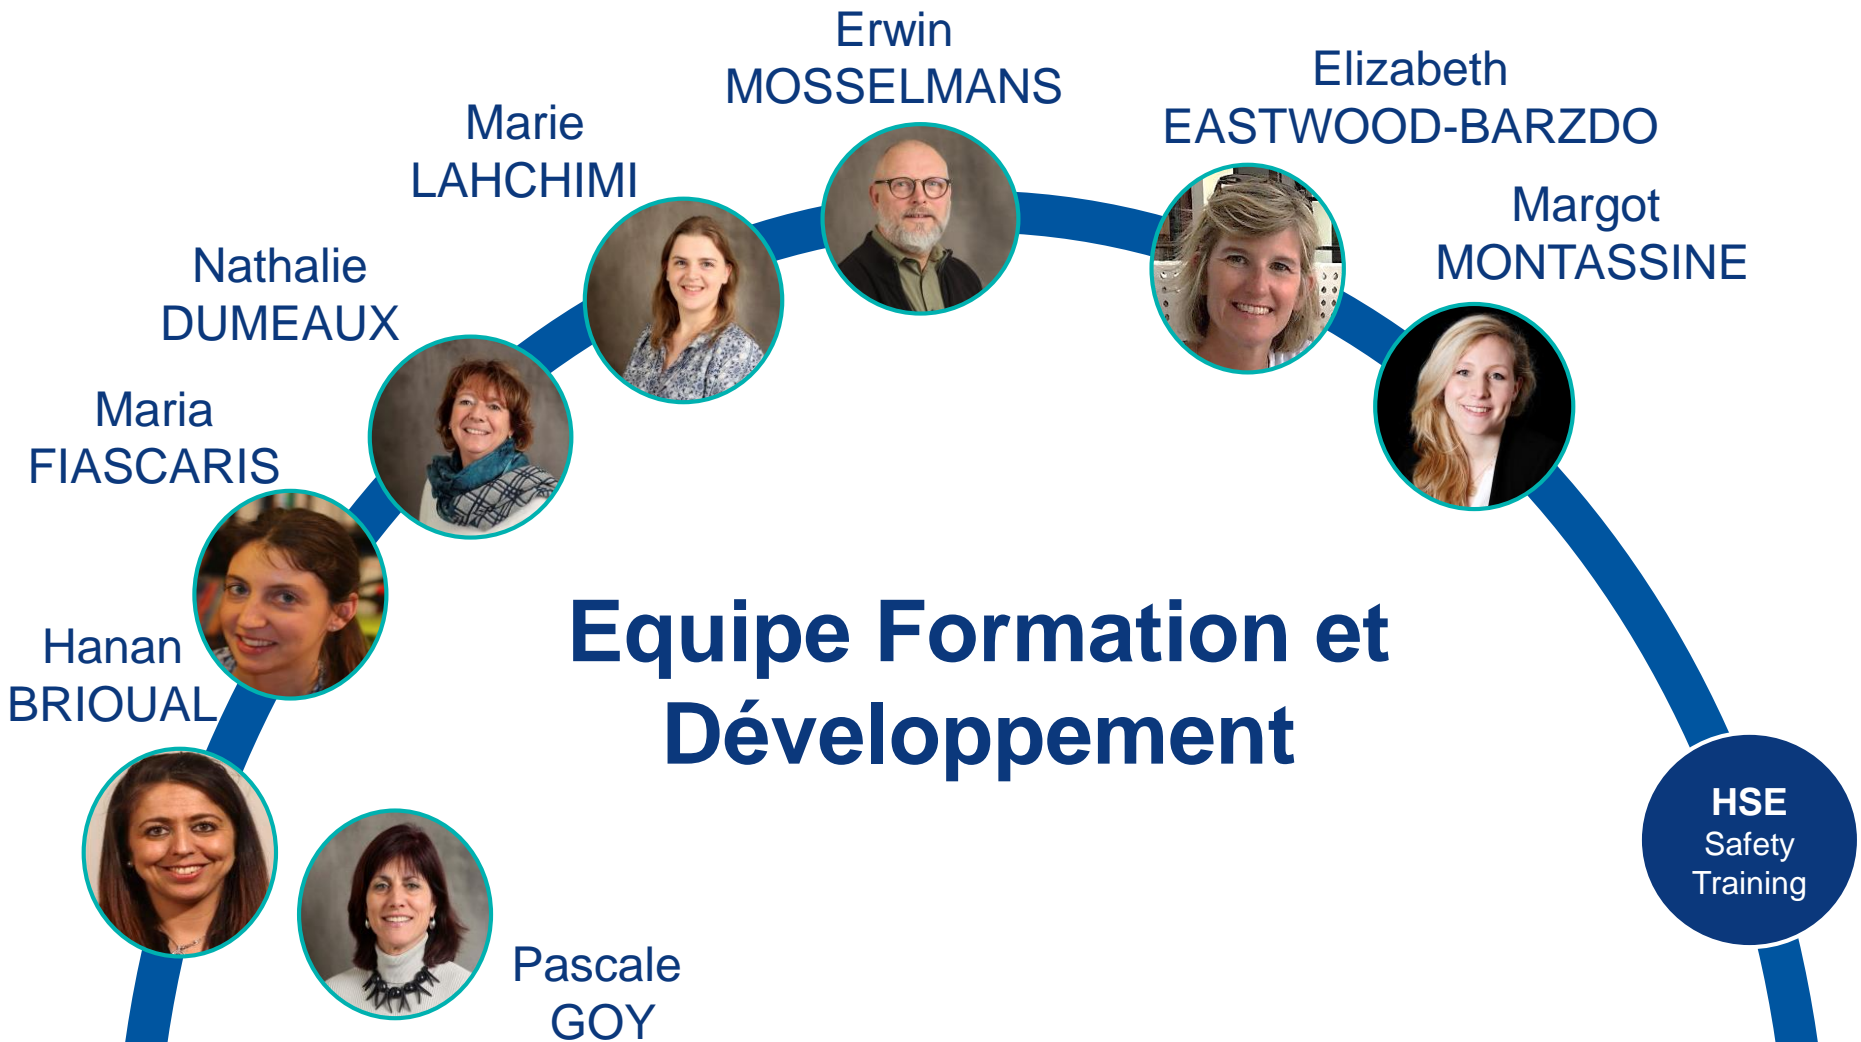 Erwin
MOSSELMANS
Elizabeth
EASTWOOD-BARZDO
Marie
LAHCHIMI
Margot
MONTASSINE
Nathalie
DUMEAUX
Maria
FIASCARIS
Hanan
BRIOUAL
Equipe Formation et
Développement
HSE
Safety
Training
Pascale
GOY